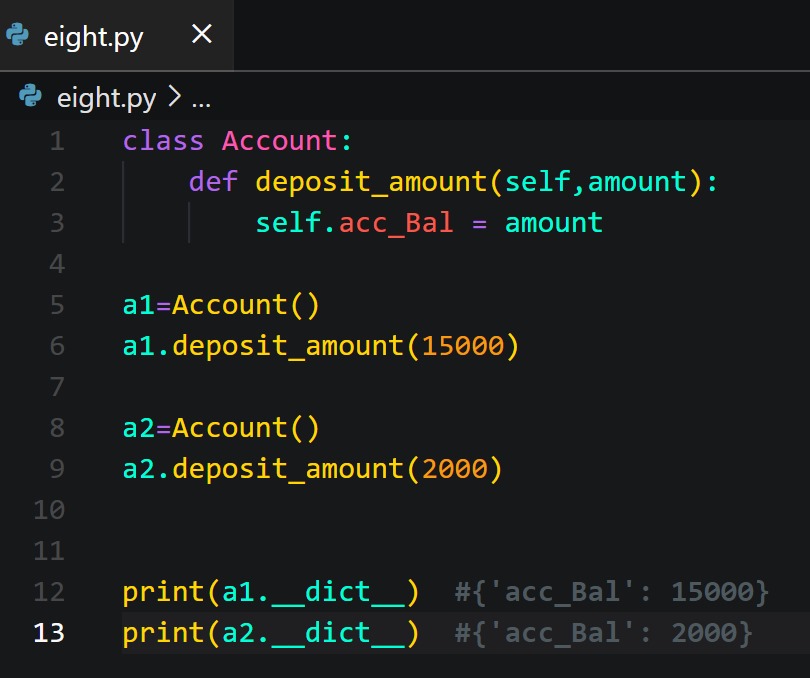 eight.py ×
eight.py > ...
1 class Account:
2     def deposit_amount(self,amount):
3         self.acc_Bal = amount
4
5 a1=Account()
6 a1.deposit_amount(15000)
7
8 a2=Account()
9 a2.deposit_amount(2000)
10
11
12 print(a1.__dict__)  #{'acc_Bal': 15000}
13 print(a2.__dict__)  #{'acc_Bal': 2000}